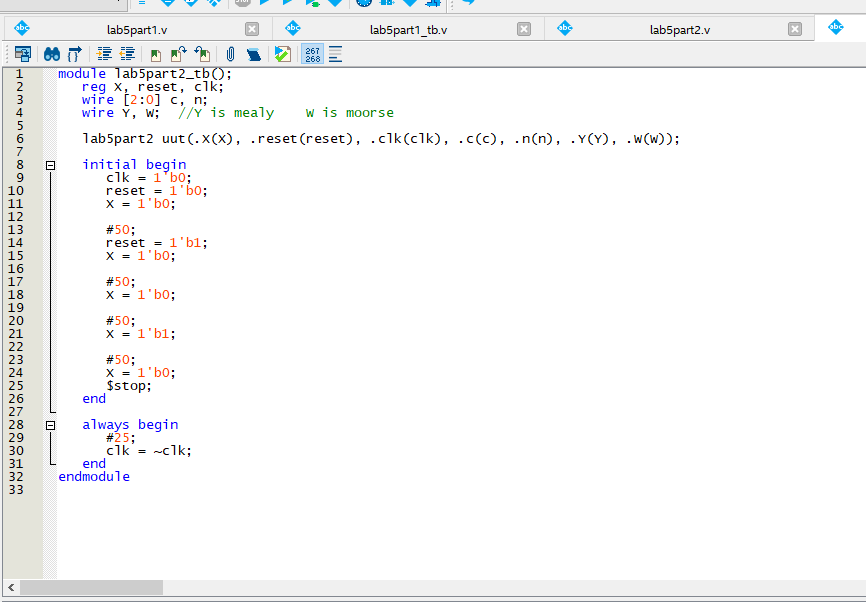 lab5part1.v
lab5part1_tb.v
lab5part2.v
267
268
1 module lab5part2_tb();
2 reg X, reset, clk;
3 wire [2:0] c, n;
4 wire Y, W; //Y is mealy W is moorse
5
6 lab5part2 uut(.X(X), .reset(reset), .clk(clk), .c(c), .n(n), .Y(Y), .W(W));
7
8 initial begin
9 clk = 1'b0;
10 reset = 1'b0;
11 X = 1'b0;
12
13 #50;
14 reset = 1'b1;
15 X = 1'b0;
16
17 #50;
18 X = 1'b0;
19
20 #50;
21 X = 1'b1;
22
23 #50;
24 X = 1'b0;
25 $stop;
26 end
27
28 always begin
29 #25;
30 clk = ~clk;
31 end
32 endmodule
33